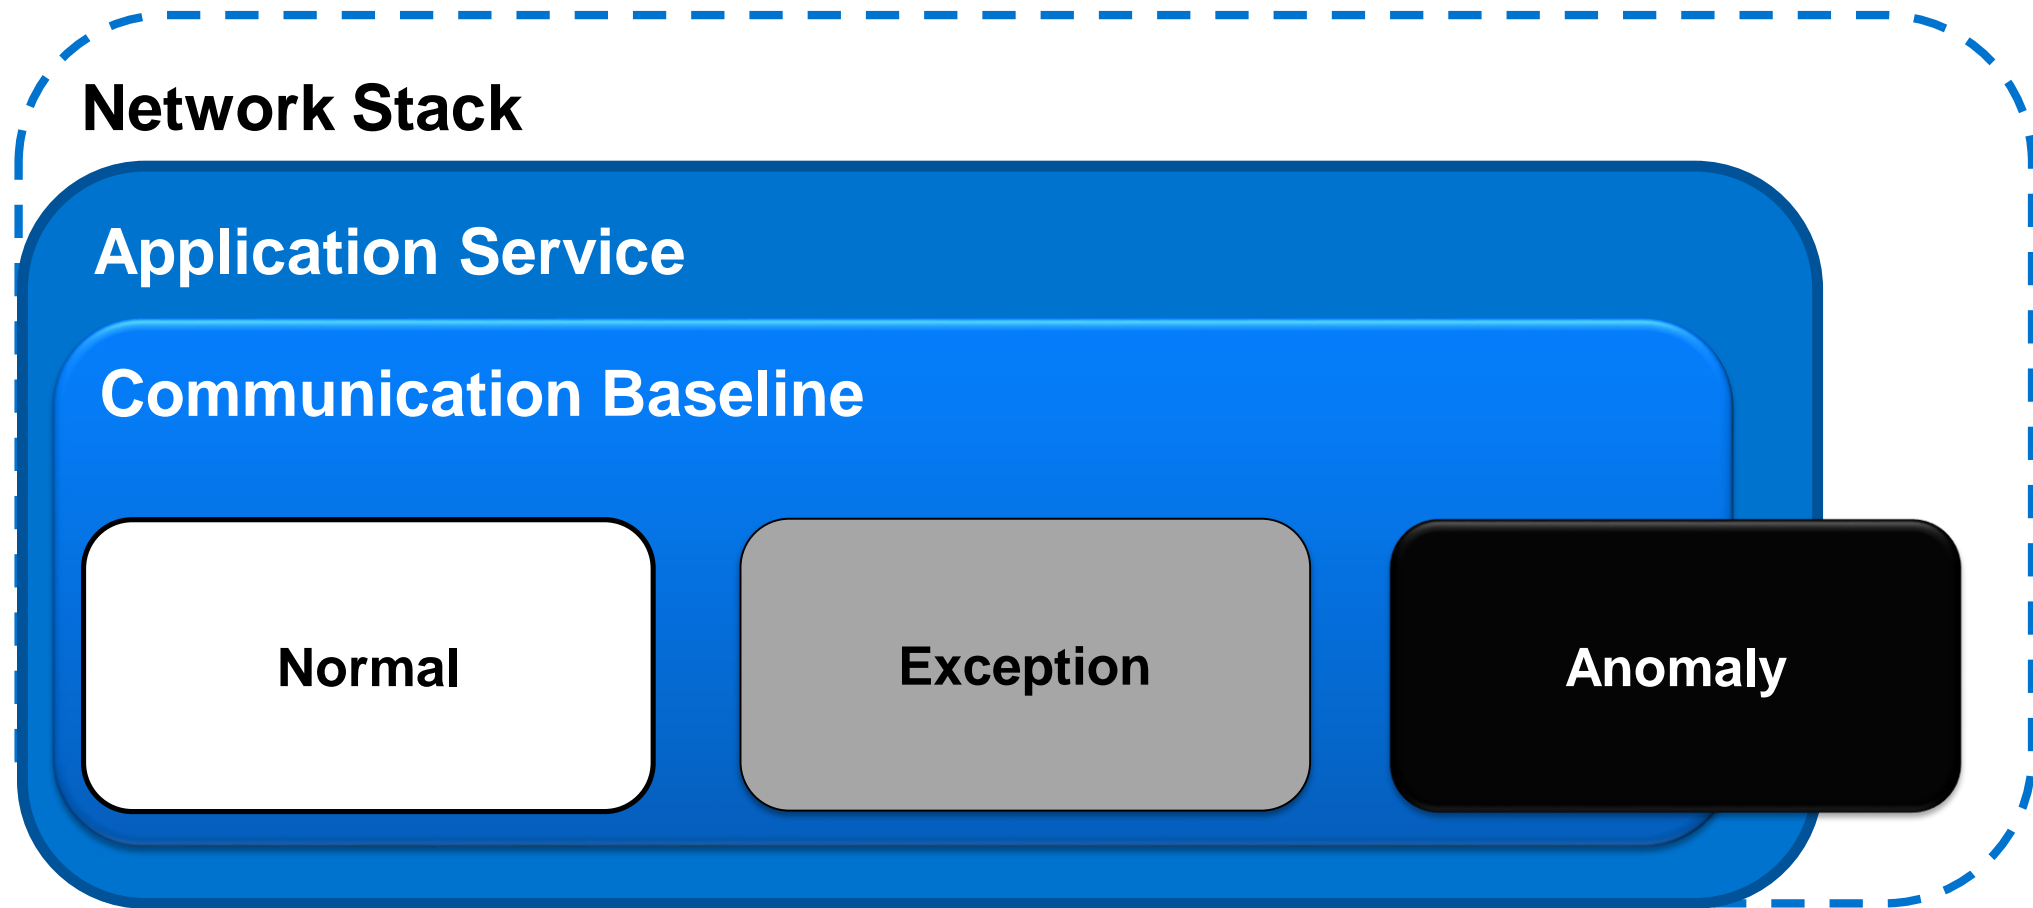 Network Stack
Application Service
Communication Baseline
Normal
Exception
Anomaly